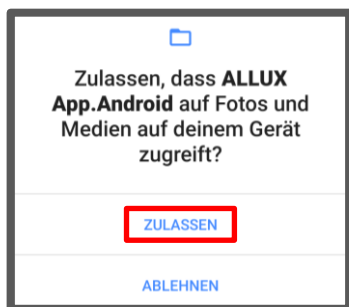 Zulassen, dass ALLUX
App.Android auf Fotos und
Medien auf deinem Gerät
zugreift?
ZULASSEN
ABLEHNEN